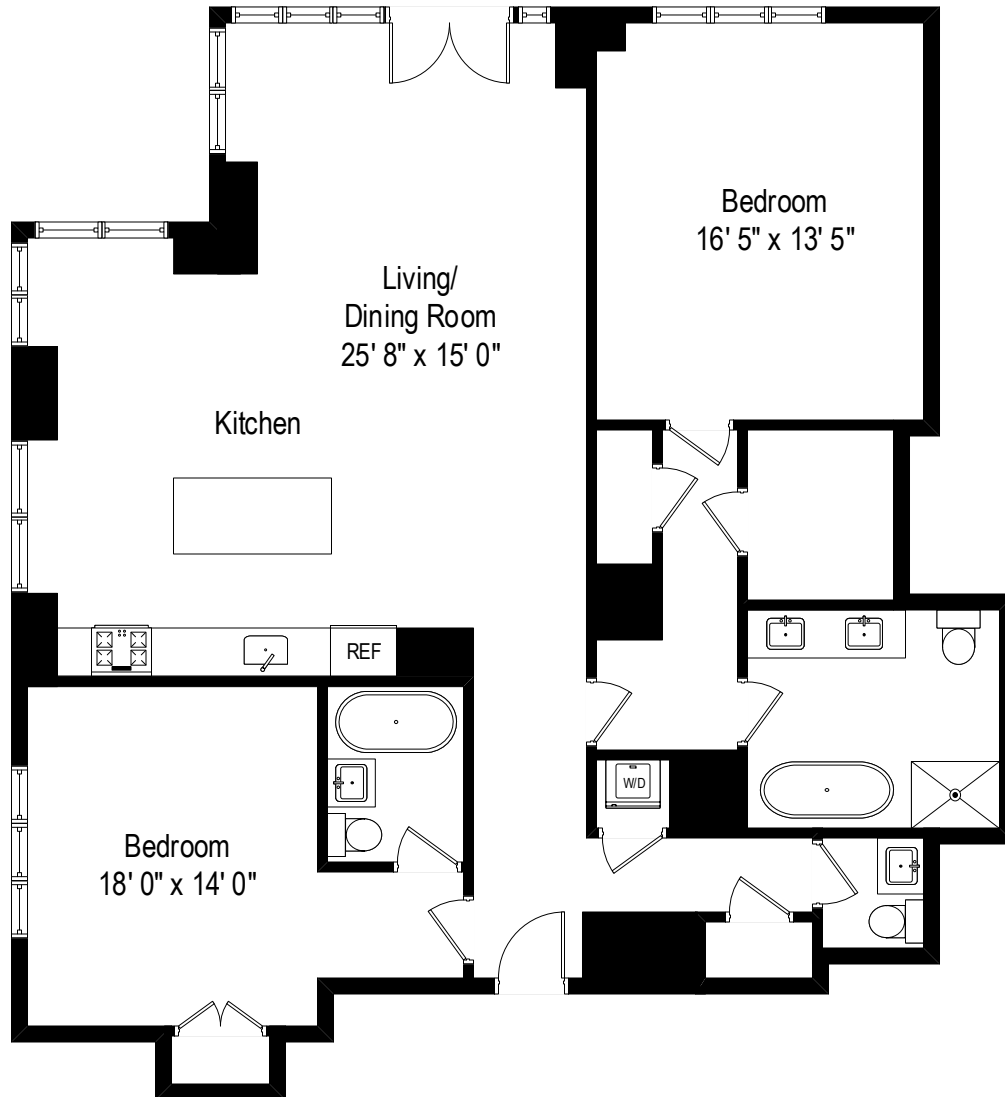 Bedroom
16' 5" x 13' 5"
Living/
Dining Room
25' 8" x 15' 0"
Kitchen
REF
W/D
Bedroom
18' 0" x 14' 0"